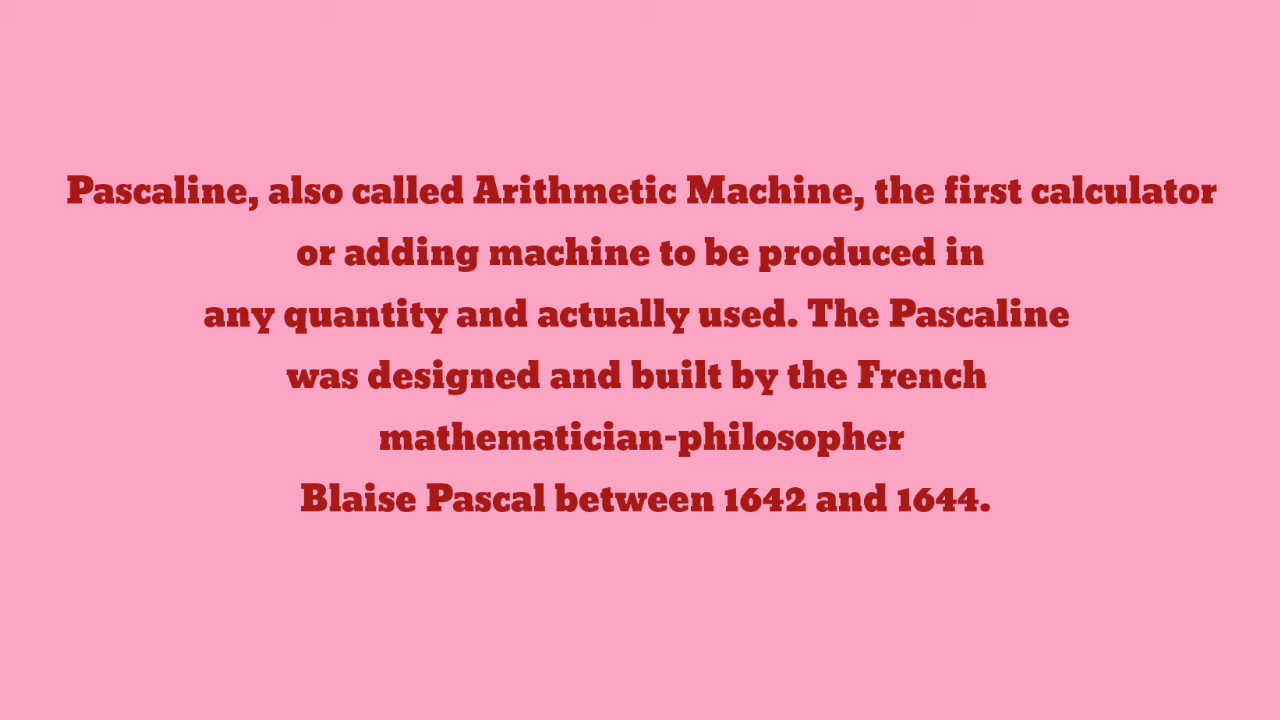 Pascaline, also called Arithmetic Machine, the first calculator
or adding machine to be produced in
any quantity and actually used. The Pascaline
was designed and built by the French
mathematician-philosopher
Blaise Pascal between 1642 and 1644.